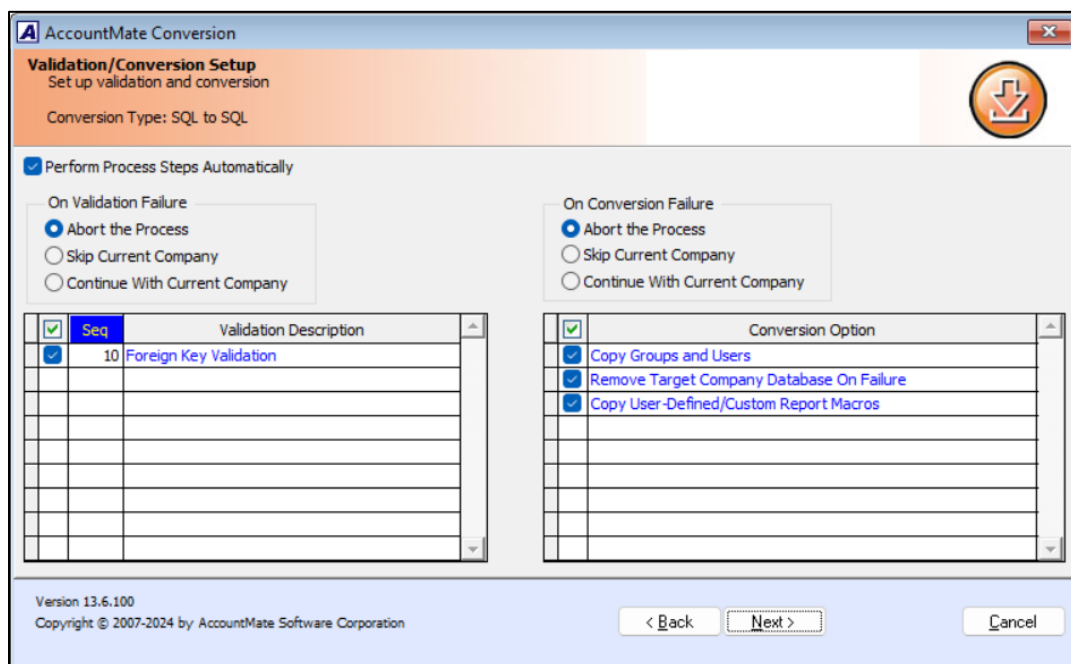 AccountMate Conversion
Validation/Conversion Setup
Set up validation and conversion
Conversion Type: SQL to SQL
Perform Process Steps Automatically
On Validation Failure
Abort the Process
Skip Current Company
Continue With Current Company
On Conversion Failure
Abort the Process
Skip Current Company
Continue With Current Company
Seq Validation Description
10 Foreign Key Validation
Conversion Option
Copy Groups and Users
Remove Target Company Database On Failure
Copy User-Defined/Custom Report Macros
Version 13.6.100
Copyright © 2007-2024 by AccountMate Software Corporation
< Back Next > Cancel